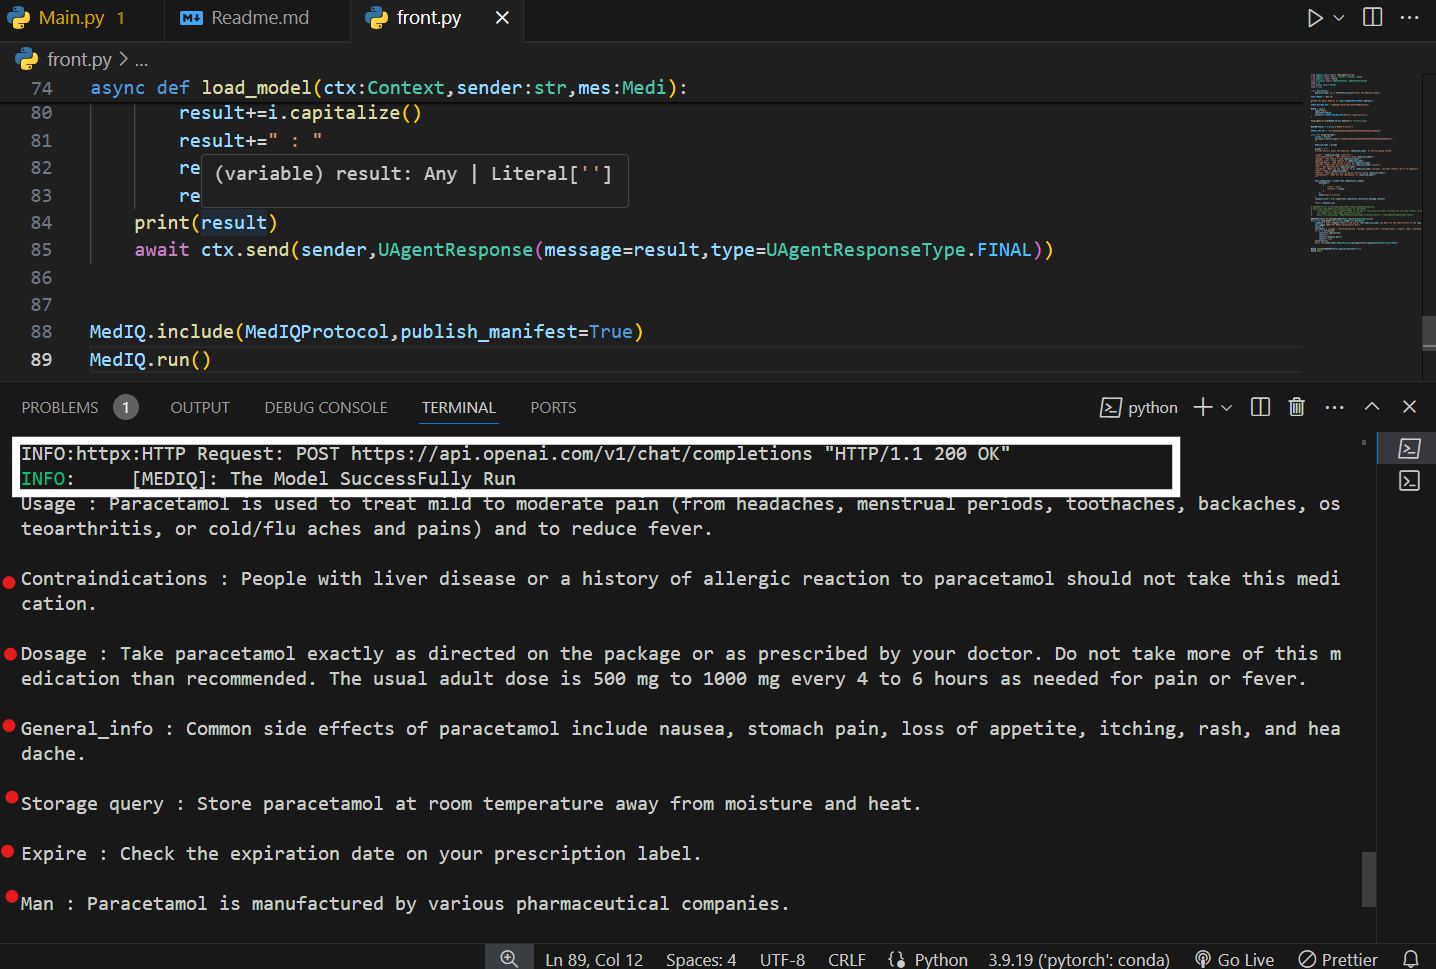 Main.py 1 Readme.md front.py
front.py > ...
74 async def load_model(ctx:Context,sender:str,mes:Medi):
80 result+=i.capitalize()
81 result+=" : "
82 re
(variable) result: Any | Literal['']
83 re
84 print(result)
85 await ctx.send(sender,UAgentResponse(message=result,type=UAgentResponseType.FINAL))
86
87
88 MedIQ.include(MedIQProtocol,publish_manifest=True)
89 MedIQ.run()
PROBLEMS 1 OUTPUT DEBUG CONSOLE TERMINAL PORTS python
INFO:httpx:HTTP Request: POST https://api.openai.com/v1/chat/completions "HTTP/1.1 200 OK"
INFO: [MEDIQ]: The Model SuccessFully Run
Usage : Paracetamol is used to treat mild to moderate pain (from headaches, menstrual periods, toothaches, backaches, os
teoarthritis, or cold/flu aches and pains) and to reduce fever.
Contraindications : People with liver disease or a history of allergic reaction to paracetamol should not take this medi
cation.
Dosage : Take paracetamol exactly as directed on the package or as prescribed by your doctor. Do not take more of this m
edication than recommended. The usual adult dose is 500 mg to 1000 mg every 4 to 6 hours as needed for pain or fever.
General_info : Common side effects of paracetamol include nausea, stomach pain, loss of appetite, itching, rash, and hea
dache.
Storage query : Store paracetamol at room temperature away from moisture and heat.
Expire : Check the expiration date on your prescription label.
Man : Paracetamol is manufactured by various pharmaceutical companies.
Ln 89, Col 12 Spaces: 4 UTF-8 CRLF Python 3.9.19 ('pytorch': conda) Go Live Prettier